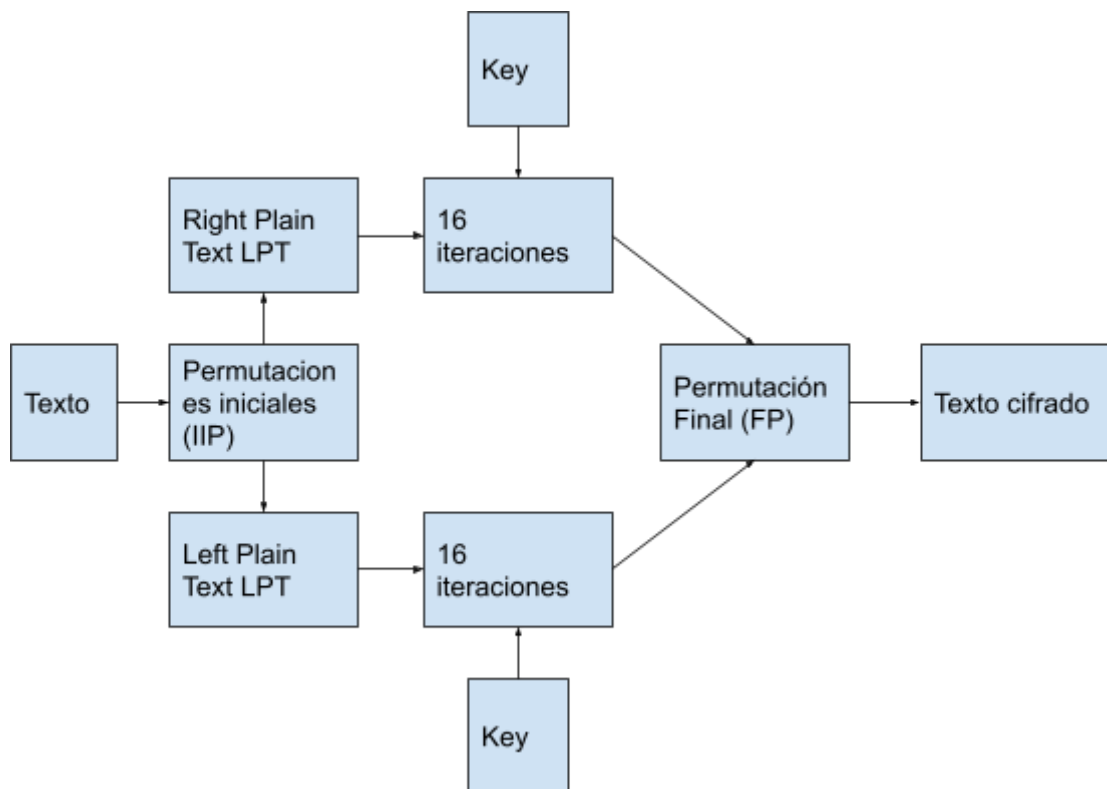 Key
Right Plain
Text LPT
16
iteraciones
Texto
Permutacion
es iniciales
(IIP)
Permutación
Final (FP)
Texto cifrado
Left Plain
Text LPT
16
iteraciones
Key